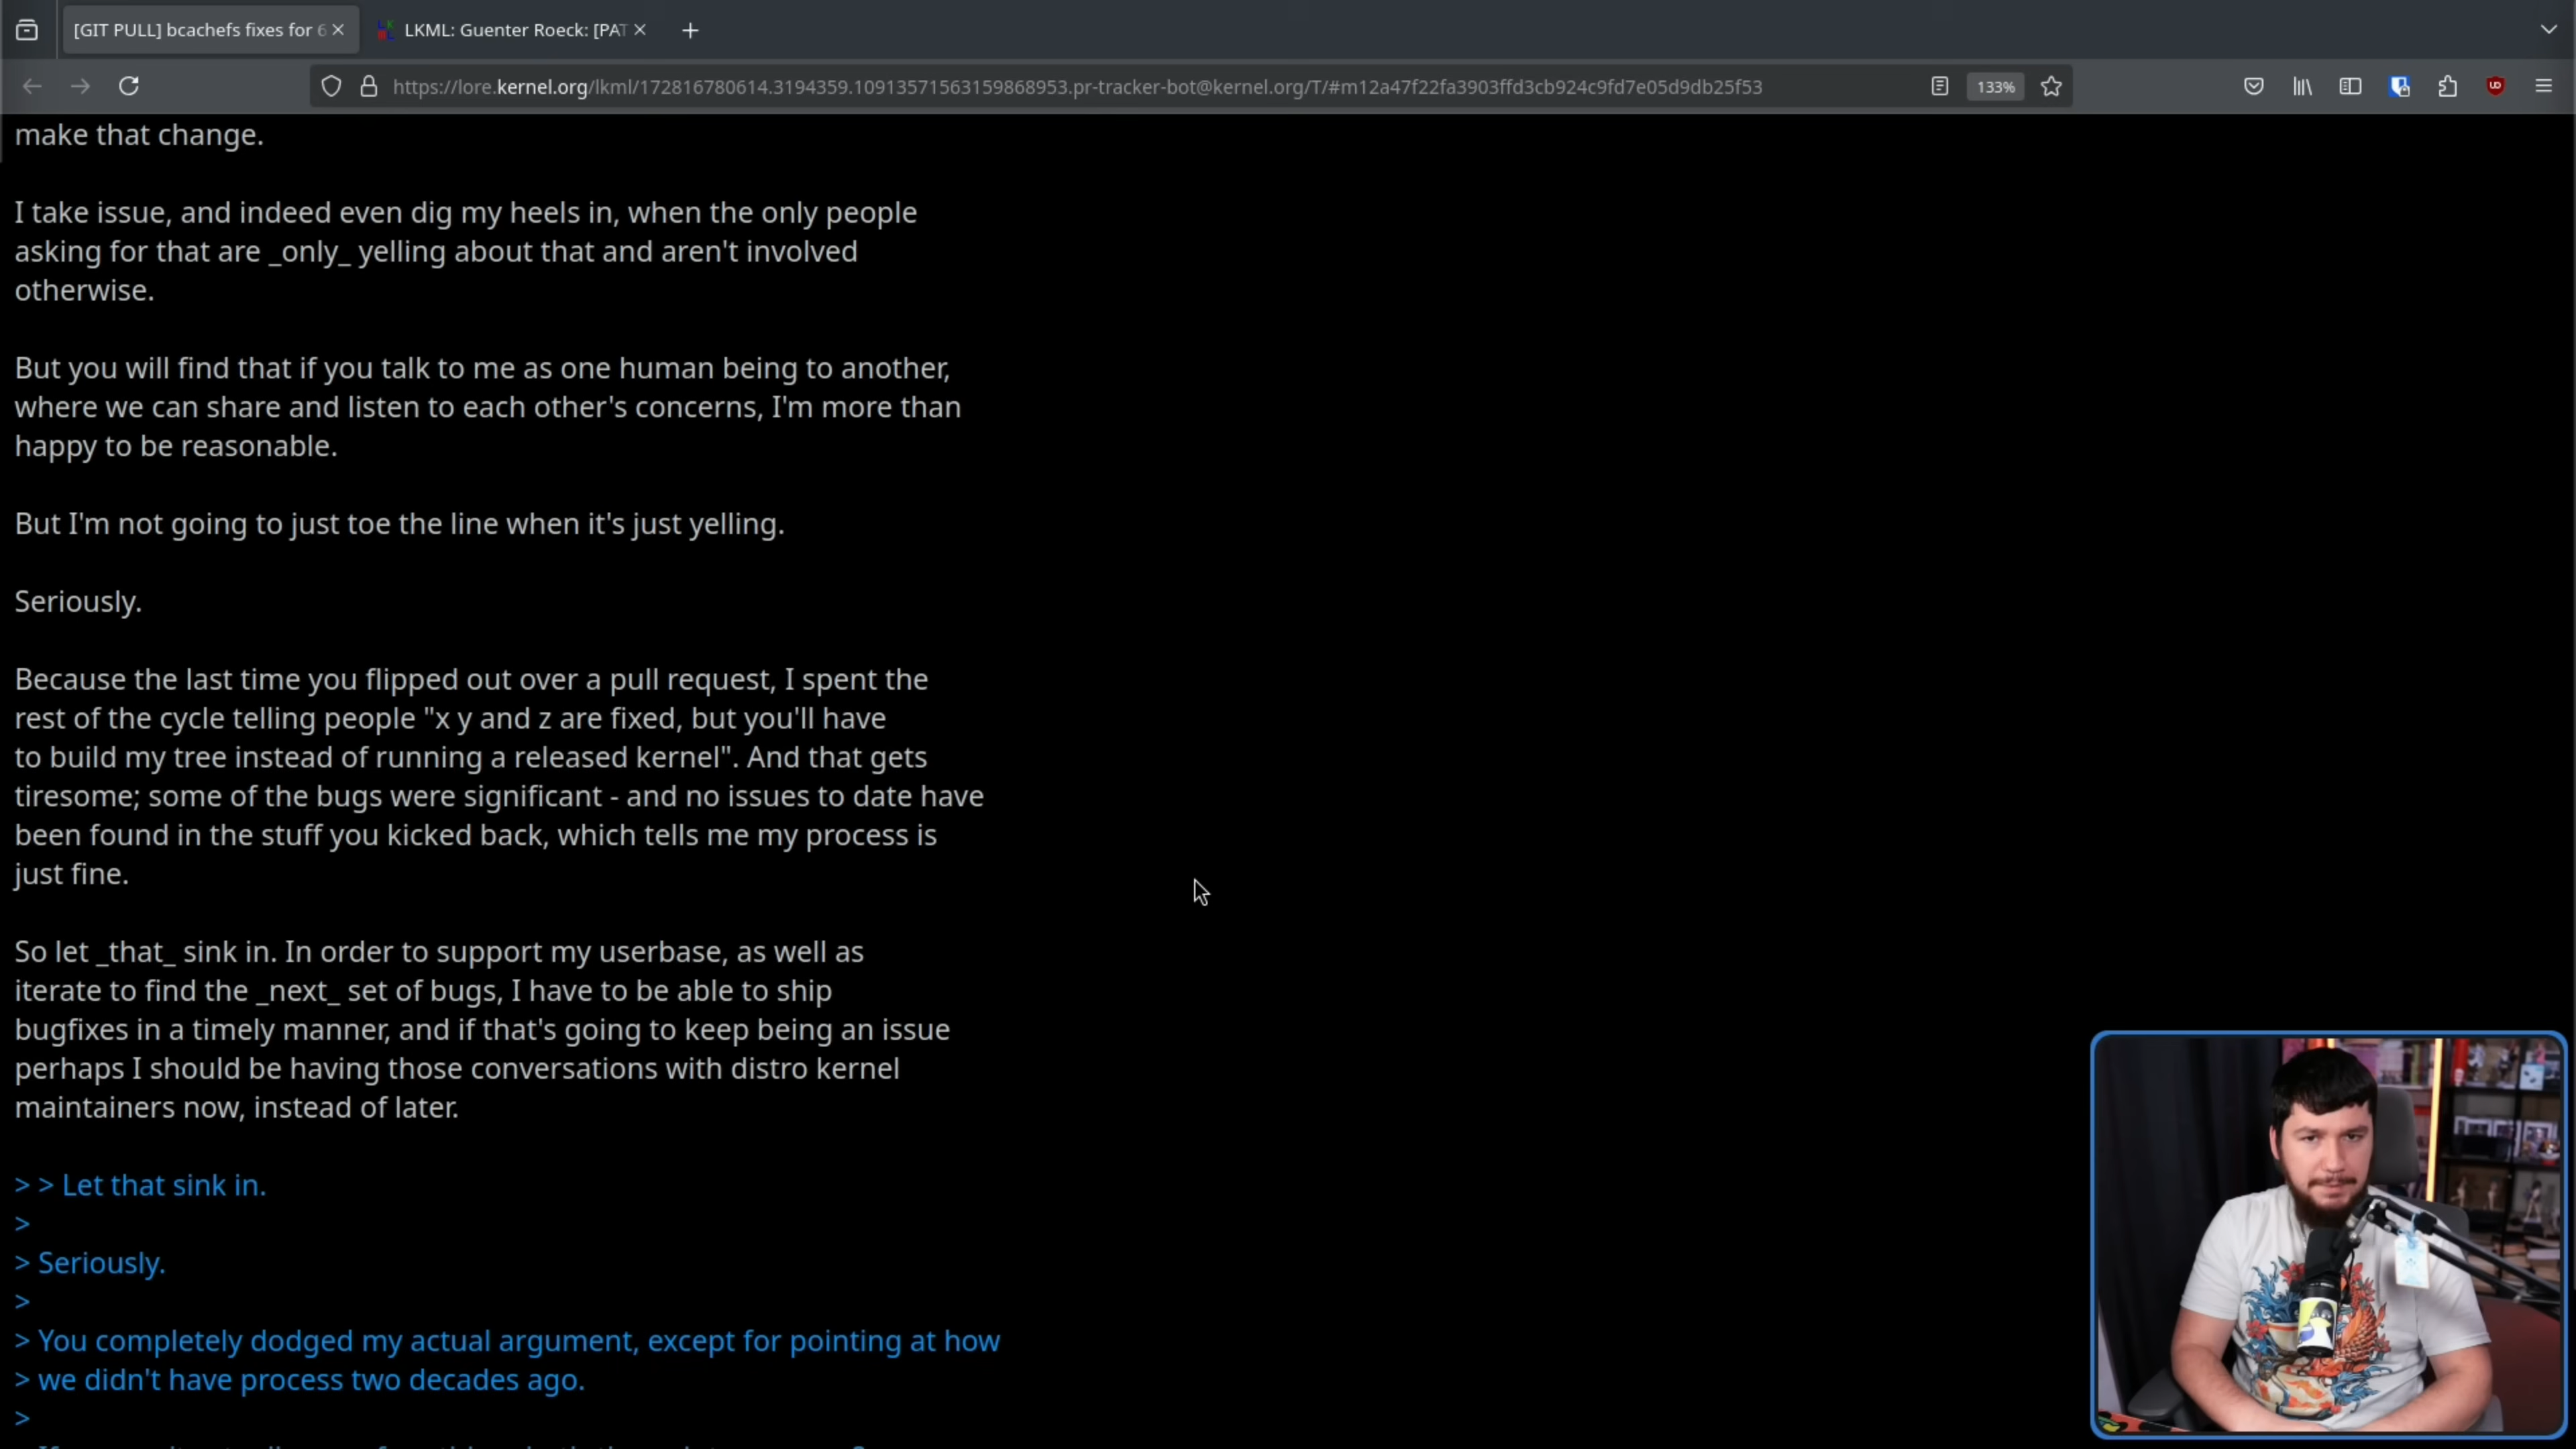 [GIT PULL] bcachefs fixes for 6
LKML: Guenter Roeck: [PAT
https://lore.kernel.org/lkml/172816780614.3194359.10913571563159868953.pr-tracker-bot@kernel.org/T/#m12a47f22fa3903ffd3cb924c9fd7e05d9db25f53
133%
make that change.
I take issue, and indeed even dig my heels in, when the only people
asking for that are _only_ yelling about that and aren't involved
otherwise.
But you will find that if you talk to me as one human being to another,
where we can share and listen to each other's concerns, I'm more than
happy to be reasonable.
But I'm not going to just toe the line when it's just yelling.
Seriously.
Because the last time you flipped out over a pull request, I spent the
rest of the cycle telling people "x y and z are fixed, but you'll have
to build my tree instead of running a released kernel". And that gets
tiresome; some of the bugs were significant - and no issues to date have
been found in the stuff you kicked back, which tells me my process is
just fine.
So let _that_ sink in. In order to support my userbase, as well as
iterate to find the _next_ set of bugs, I have to be able to ship
bugfixes in a timely manner, and if that's going to keep being an issue
perhaps I should be having those conversations with distro kernel
maintainers now, instead of later.
> > Let that sink in.
>
> Seriously.
>
> You completely dodged my actual argument, except for pointing at how
> we didn't have process two decades ago.
>